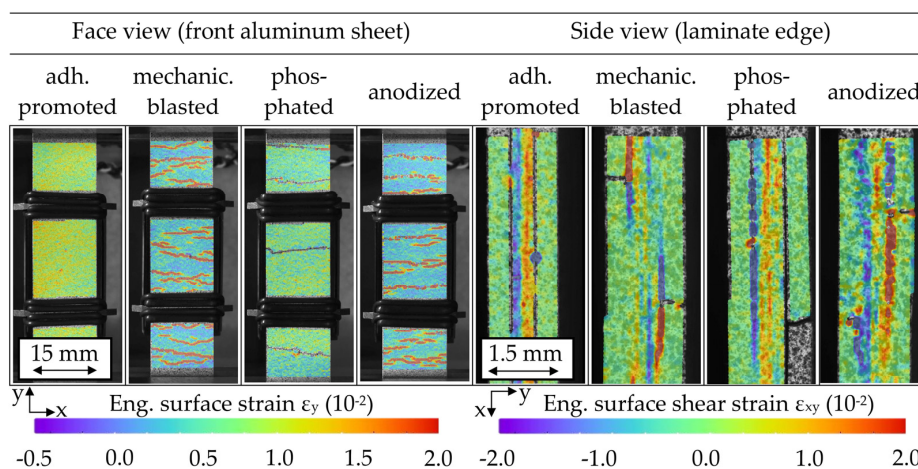 Face view (front aluminum sheet)
Side view (laminate edge)
adh.
promoted
mechanic.
blasted
phos-
phated
anodized
adh.
promoted
mechanic.
blasted
phos-
phated
anodized
15 mm
1.5 mm
y
x
Eng. surface strain εy (10-2)
x
y
Eng. surface shear strain εxy (10-2)
-0.5 0.0 0.5 1.0 1.5 2.0
-2.0 -1.0 0.0 1.0 2.0